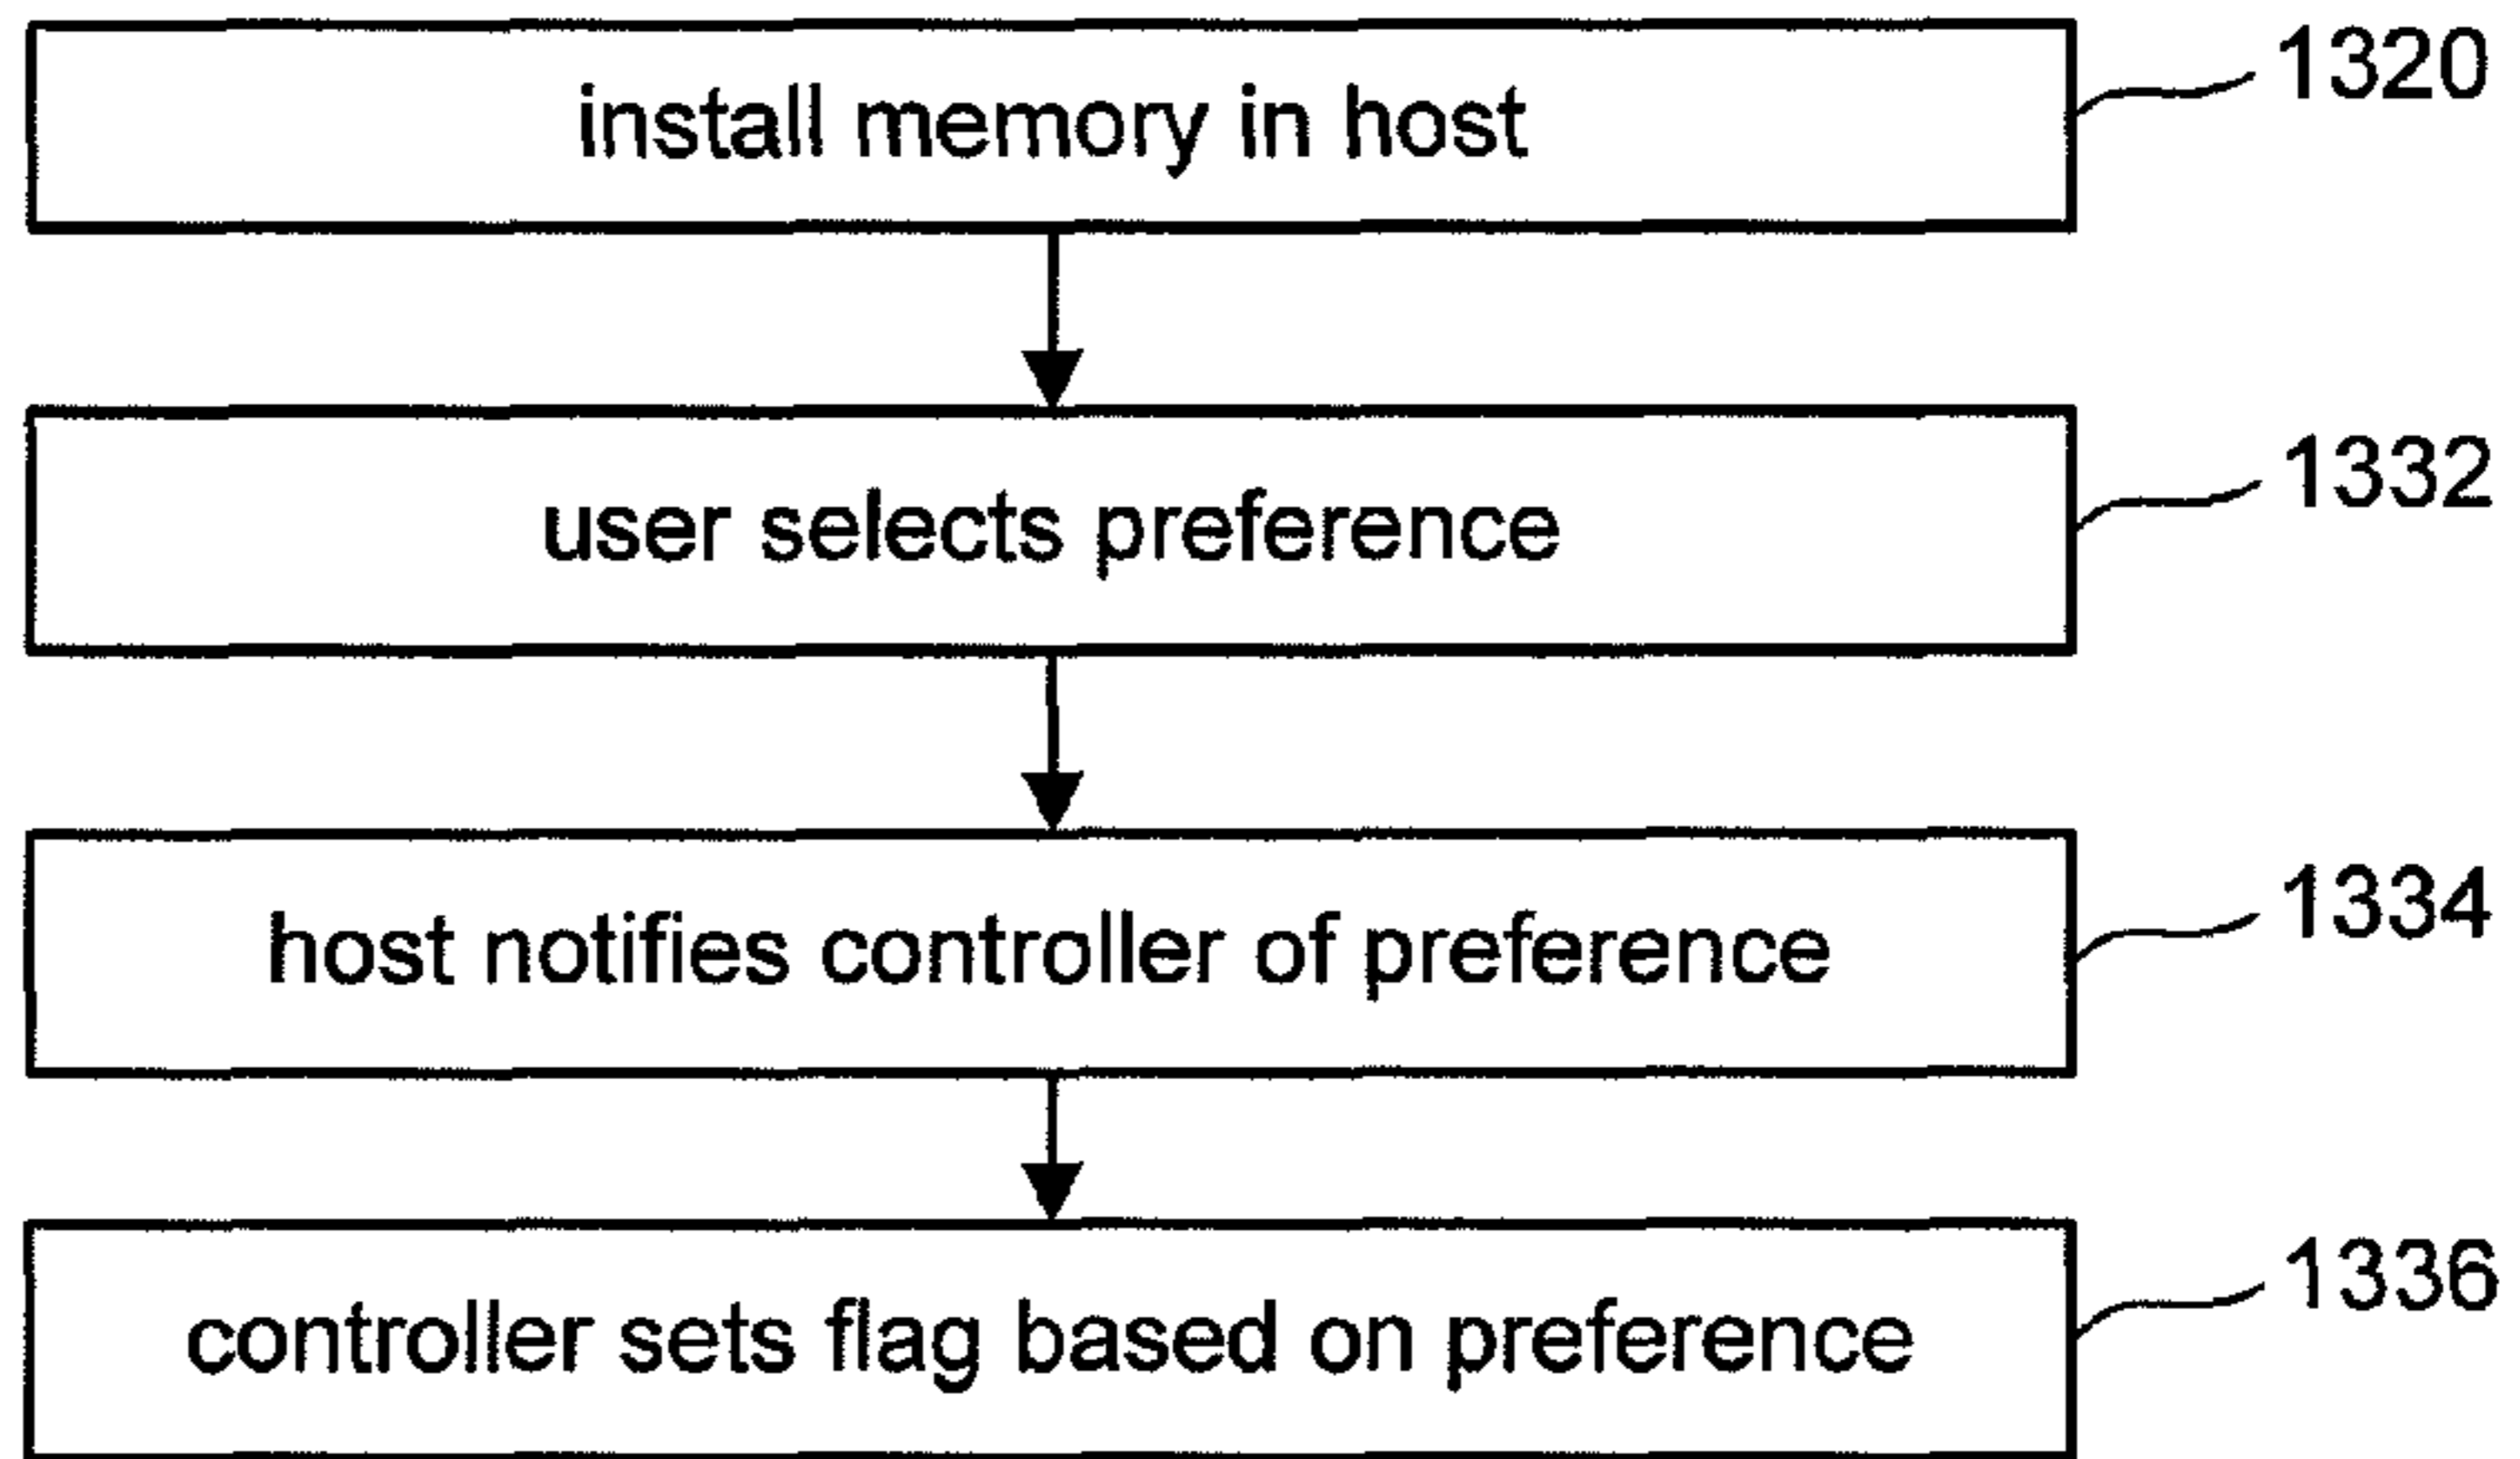 install memory in host
1320
user selects preference
1332
host notifies controller of preference
1334
controller sets flag based on preference
1336